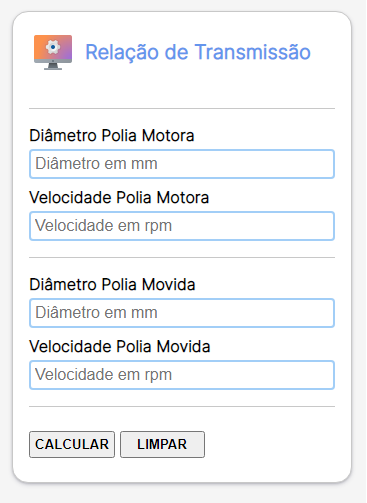 Relação de Transmissão
Diâmetro Polia Motora
Diâmetro em mm
Velocidade Polia Motora
Velocidade em rpm
Diâmetro Polia Movida
Diâmetro em mm
Velocidade Polia Movida
Velocidade em rpm
CALCULAR LIMPAR